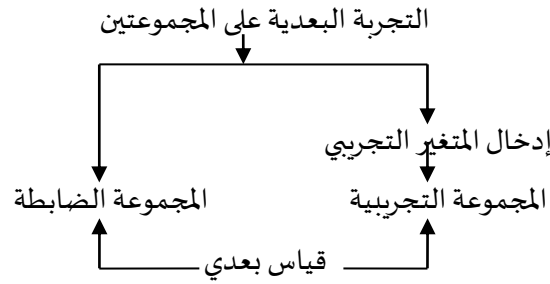 التجربة البعدية على المجموعتين
إدخال المتغير التجريبي
المجموعة التجريبية
المجموعة الضابطة
قياس بعدي